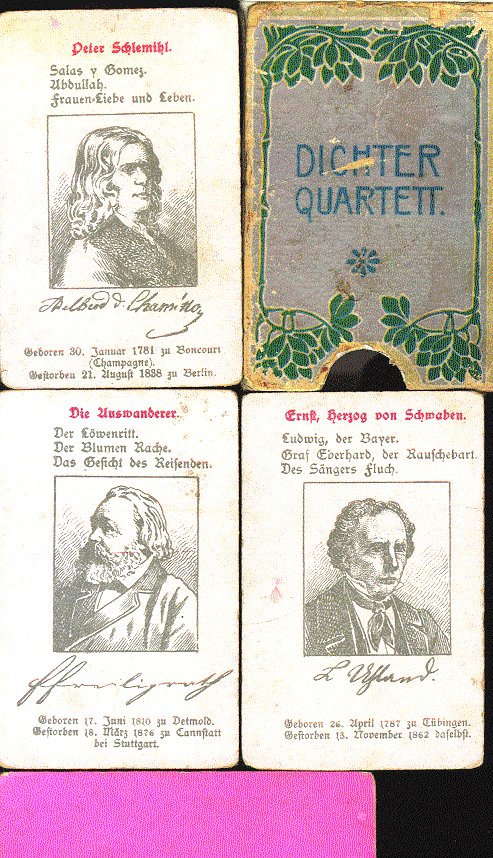 Peter Schlemihl.
Salas y Gomez.
Abdullah.
Frauen-Liebe und Leben.
Adelbert v. Chamisso
Geboren 30. Januar 1781 zu Boncourt
(Champagne).
Gestorben 21. August 1838 zu Berlin.
DICHTER
QUARTETT.
Die Auswanderer.
Der Löwenritt.
Der Blumen Rache.
Das Gesicht des Reisenden.
FFreiligrath
Geboren 17. Juni 1810 zu Detmold.
Gestorben 18. März 1876 zu Cannstatt
bei Stuttgart.
Ernst, Herzog von Schwaben.
Ludwig, der Bayer.
Graf Eberhard, der Rauschebart.
Des Sängers Fluch.
L Uhland.
Geboren 26. April 1787 zu Tübingen.
Gestorben 13. November 1862 daselbst.